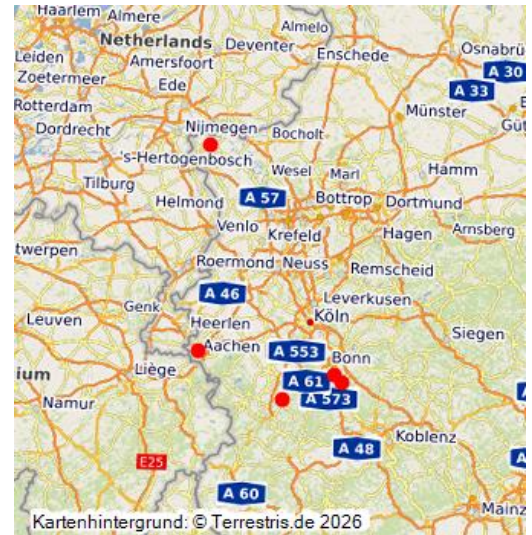 Haarlem Almere
Almelo
Netherlands
Deventer
Osnabrü
Leiden
Amersfoort
Enschede
A 30
Zoetermeer
Ede
A 33
Rotterdam
Münster
Güt
Dordrecht
Nijmegen
Bocholt
's-Hertogenbosch
Wesel
Marl
Hamm
Tilburg
A 57
Bottrop
Dortmund
Helmond
Venlo
Krefeld
Hagen
Arnsberg
twerpen
Roermond
Neuss
Remscheid
A 46
Genk
Leverkusen
Leuven
Heerlen
Köln
Siegen
Aachen
A 553
Bonn
Liège
ium
A 61
A 573
Namur
Koblenz
A 48
E25
A 60
Mainz
Kartenhintergrund: © Terrestris.de 2026